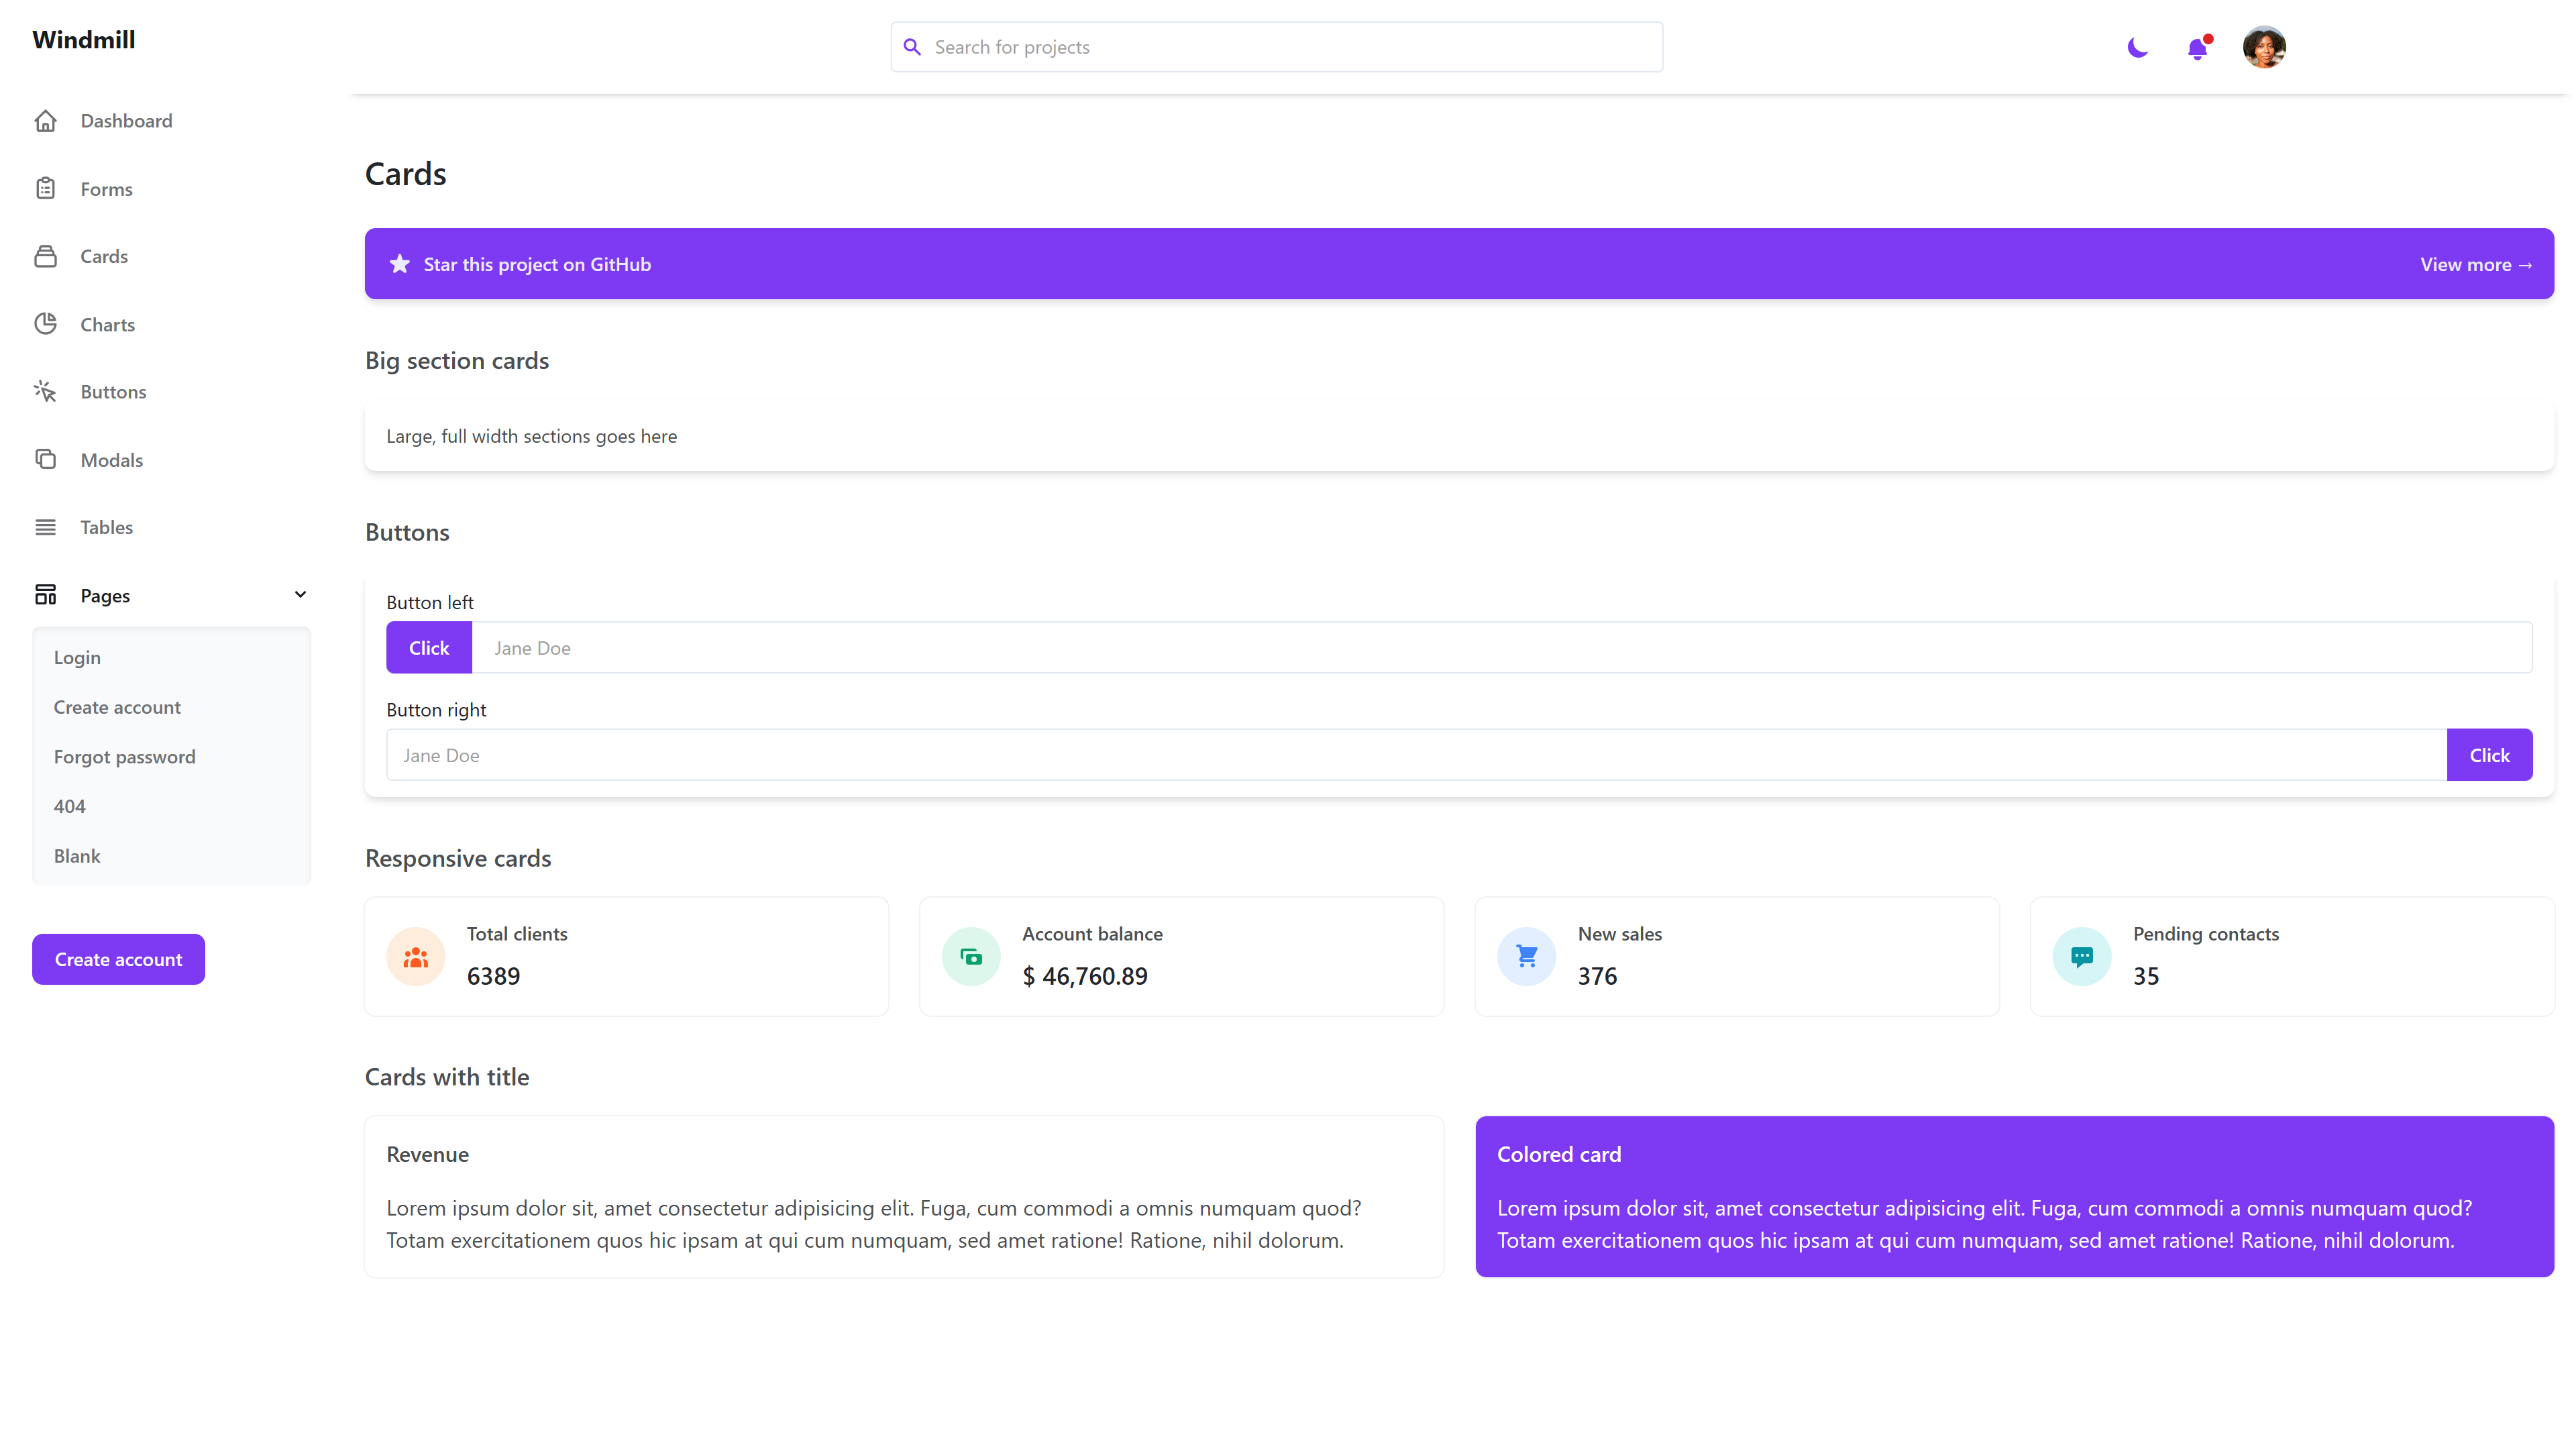 Windmill
Search for projects
Dashboard
Forms
Cards
Charts
Buttons
Modals
Tables
Pages
Login
Create account
Forgot password
404
Blank
Create account
Cards
Star this project on GitHub
View more →
Big section cards
Large, full width sections goes here
Buttons
Button left
Click
Jane Doe
Button right
Jane Doe
Click
Responsive cards
Total clients
6389
Account balance
$ 46,760.89
New sales
376
Pending contacts
35
Cards with title
Revenue
Lorem ipsum dolor sit, amet consectetur adipisicing elit. Fuga, cum commodi a omnis numquam quod?
Totam exercitationem quos hic ipsam at qui cum numquam, sed amet ratione! Ratione, nihil dolorum.
Colored card
Lorem ipsum dolor sit, amet consectetur adipisicing elit. Fuga, cum commodi a omnis numquam quod?
Totam exercitationem quos hic ipsam at qui cum numquam, sed amet ratione! Ratione, nihil dolorum.